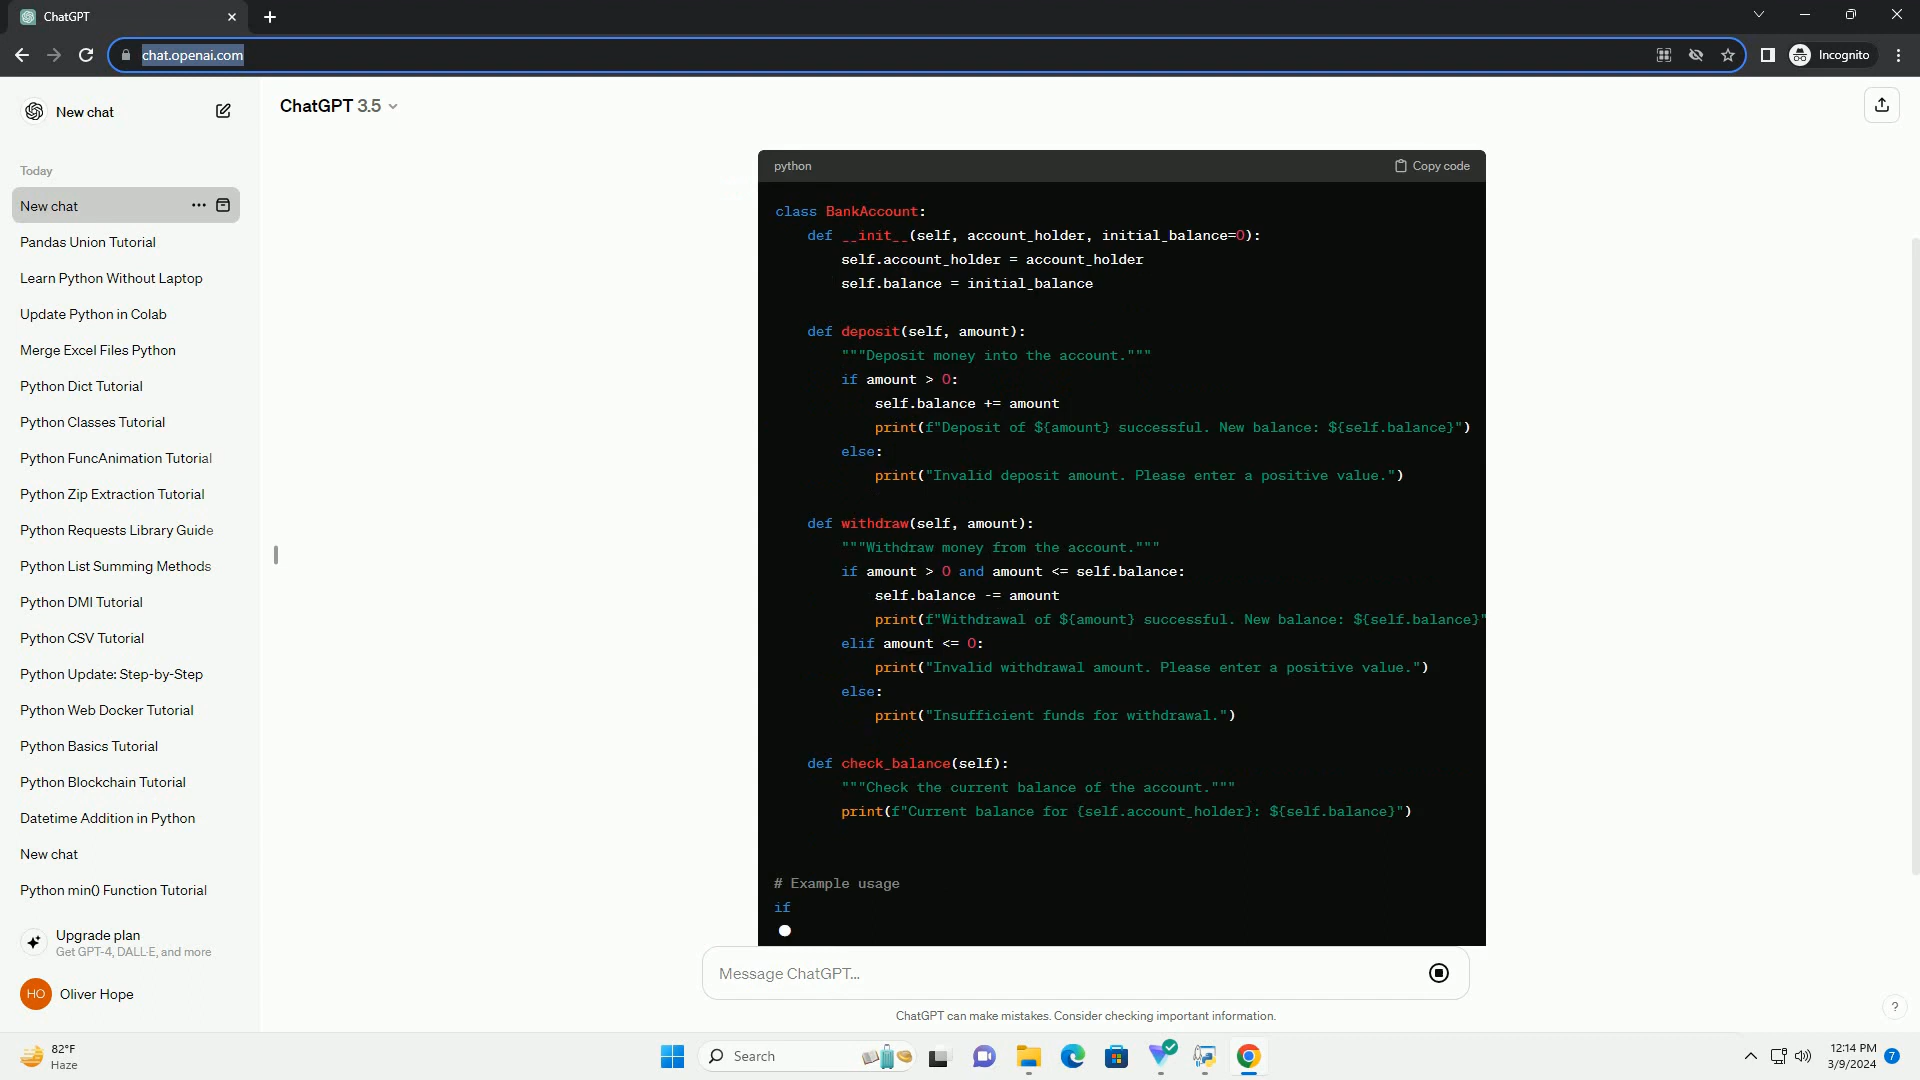 ChatGPT
chat.openai.com
Incognito
New chat
ChatGPT 3.5
Today
New chat
Pandas Union Tutorial
Learn Python Without Laptop
Update Python in Colab
Merge Excel Files Python
Python Dict Tutorial
Python Classes Tutorial
Python FuncAnimation Tutorial
Python Zip Extraction Tutorial
Python Requests Library Guide
Python List Summing Methods
Python DMI Tutorial
Python CSV Tutorial
Python Update: Step-by-Step
Python Web Docker Tutorial
Python Basics Tutorial
Python Blockchain Tutorial
Datetime Addition in Python
New chat
Python min() Function Tutorial
Upgrade plan
Get GPT-4, DALL·E, and more
HO Oliver Hope
python Copy code
class BankAccount:
    def __init__(self, account_holder, initial_balance=0):
        self.account_holder = account_holder
        self.balance = initial_balance
    def deposit(self, amount):
        """Deposit money into the account."""
        if amount > 0:
            self.balance += amount
            print(f"Deposit of ${amount} successful. New balance: ${self.balance}")
        else:
            print("Invalid deposit amount. Please enter a positive value.")
    def withdraw(self, amount):
        """Withdraw money from the account."""
        if amount > 0 and amount <= self.balance:
            self.balance -= amount
            print(f"Withdrawal of ${amount} successful. New balance: ${self.balance}"
        elif amount <= 0:
            print("Invalid withdrawal amount. Please enter a positive value.")
        else:
            print("Insufficient funds for withdrawal.")
    def check_balance(self):
        """Check the current balance of the account."""
        print(f"Current balance for {self.account_holder}: ${self.balance}")
# Example usage
if
Message ChatGPT…
ChatGPT can make mistakes. Consider checking important information.
?
82°F
Haze
Search
12:14 PM
3/9/2024
7